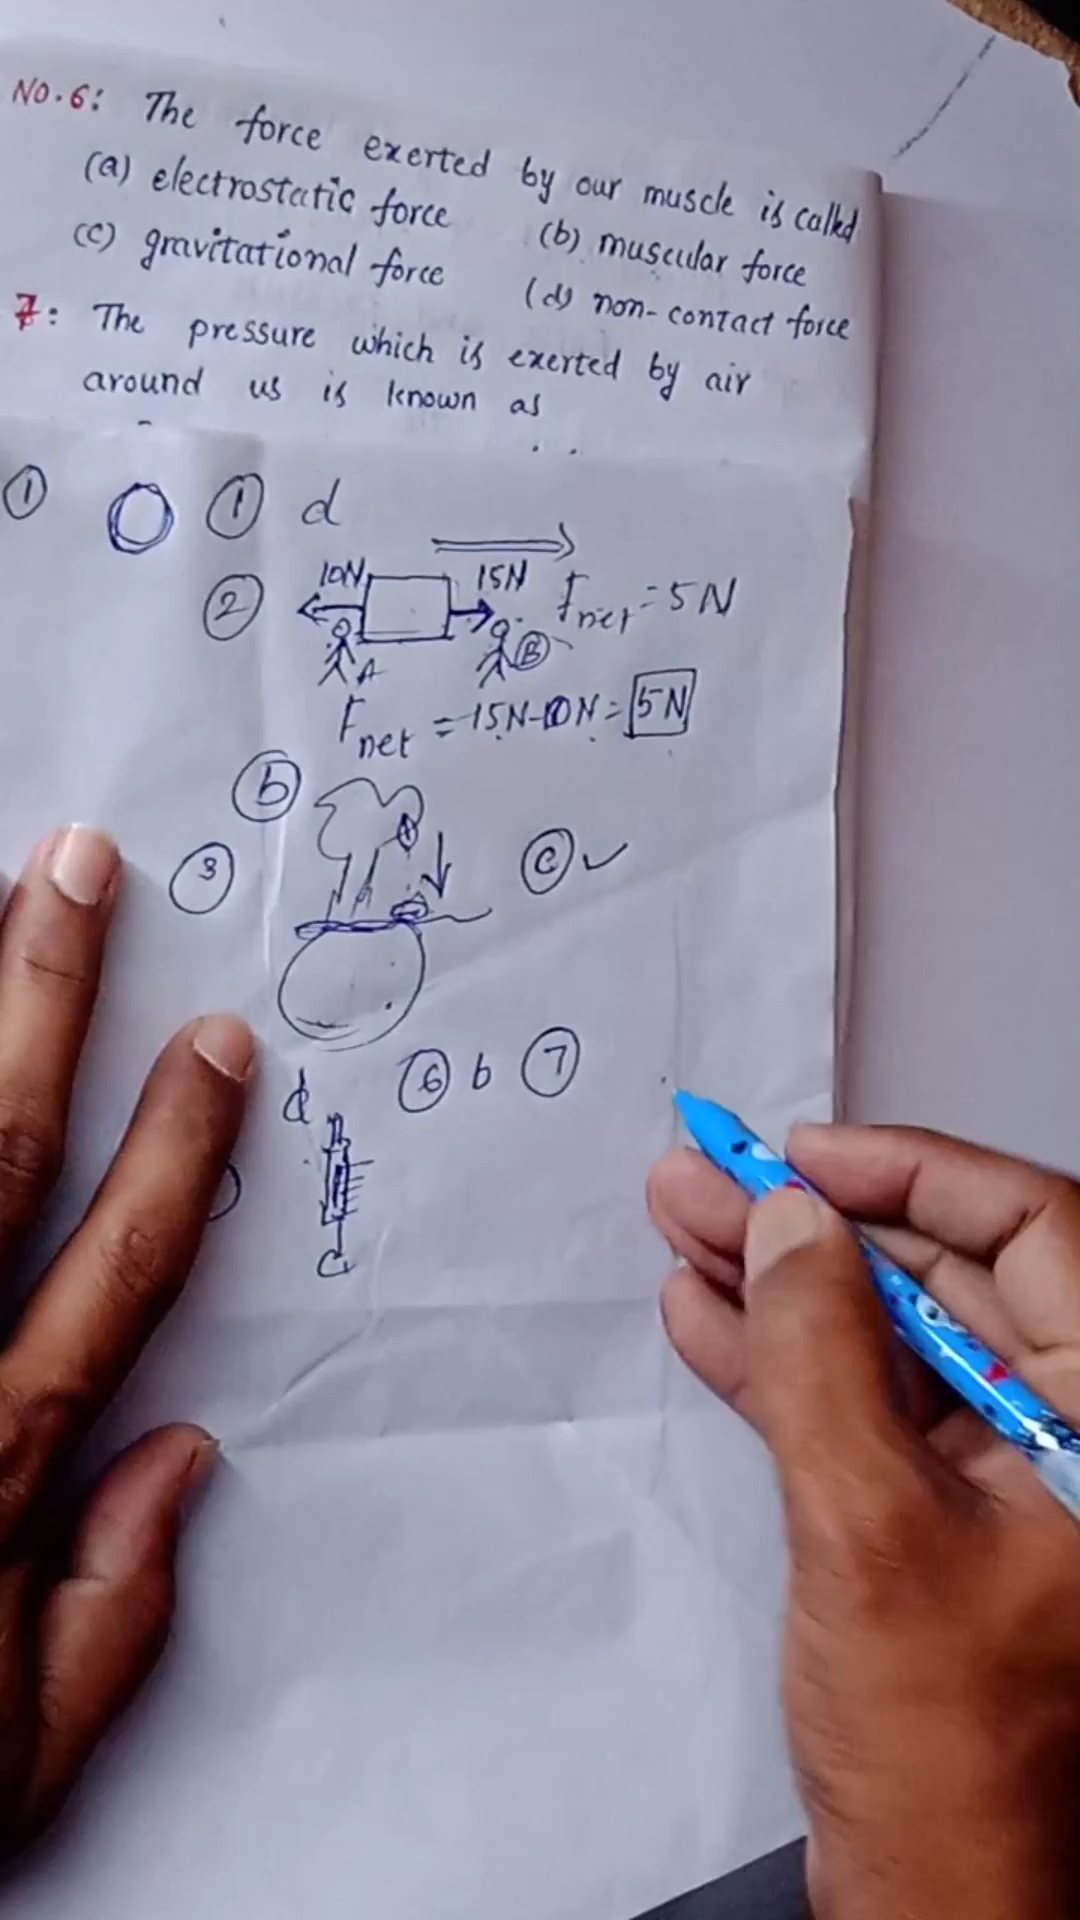 No.6: The force exerted by our muscle is called
(a) electrostatic force (b) muscular force
(c) gravitational force (d) non-contact force
7: The pressure which is exerted by air
around us is known as
① ① d
② 10N 15N Fnet = 5N
A B
Fnet = 15N-10N = 5N
b
3 c ✓
d 6 b 7